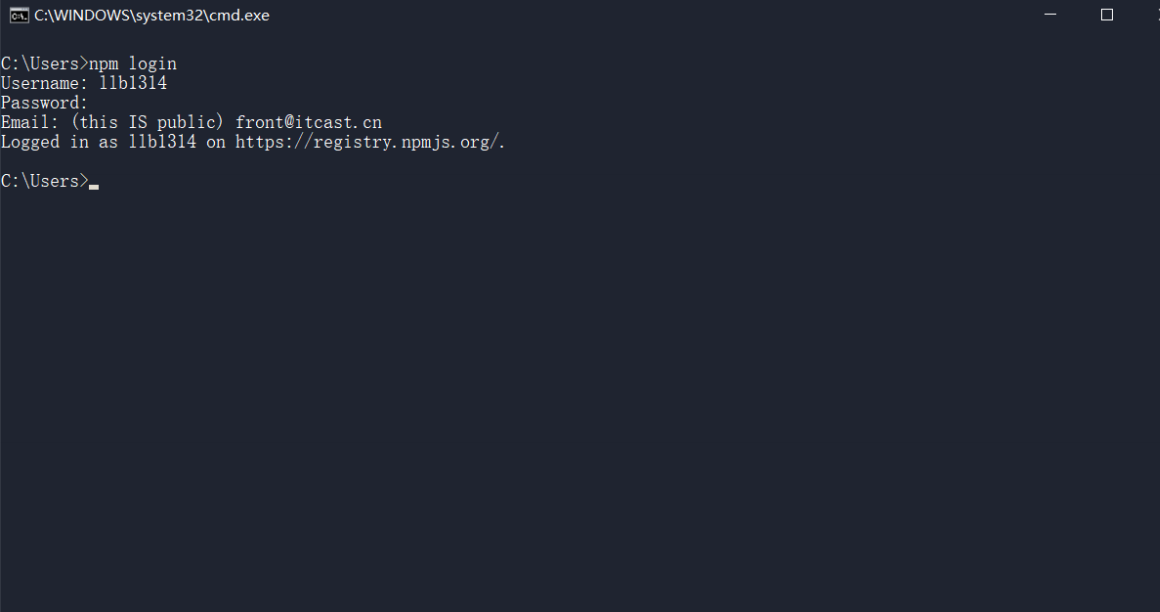 C:\WINDOWS\system32\cmd.exe
C:\Users>npm login
Username: llb1314
Password:
Email: (this IS public) front@itcast.cn
Logged in as llb1314 on https://registry.npmjs.org/.
C:\Users>